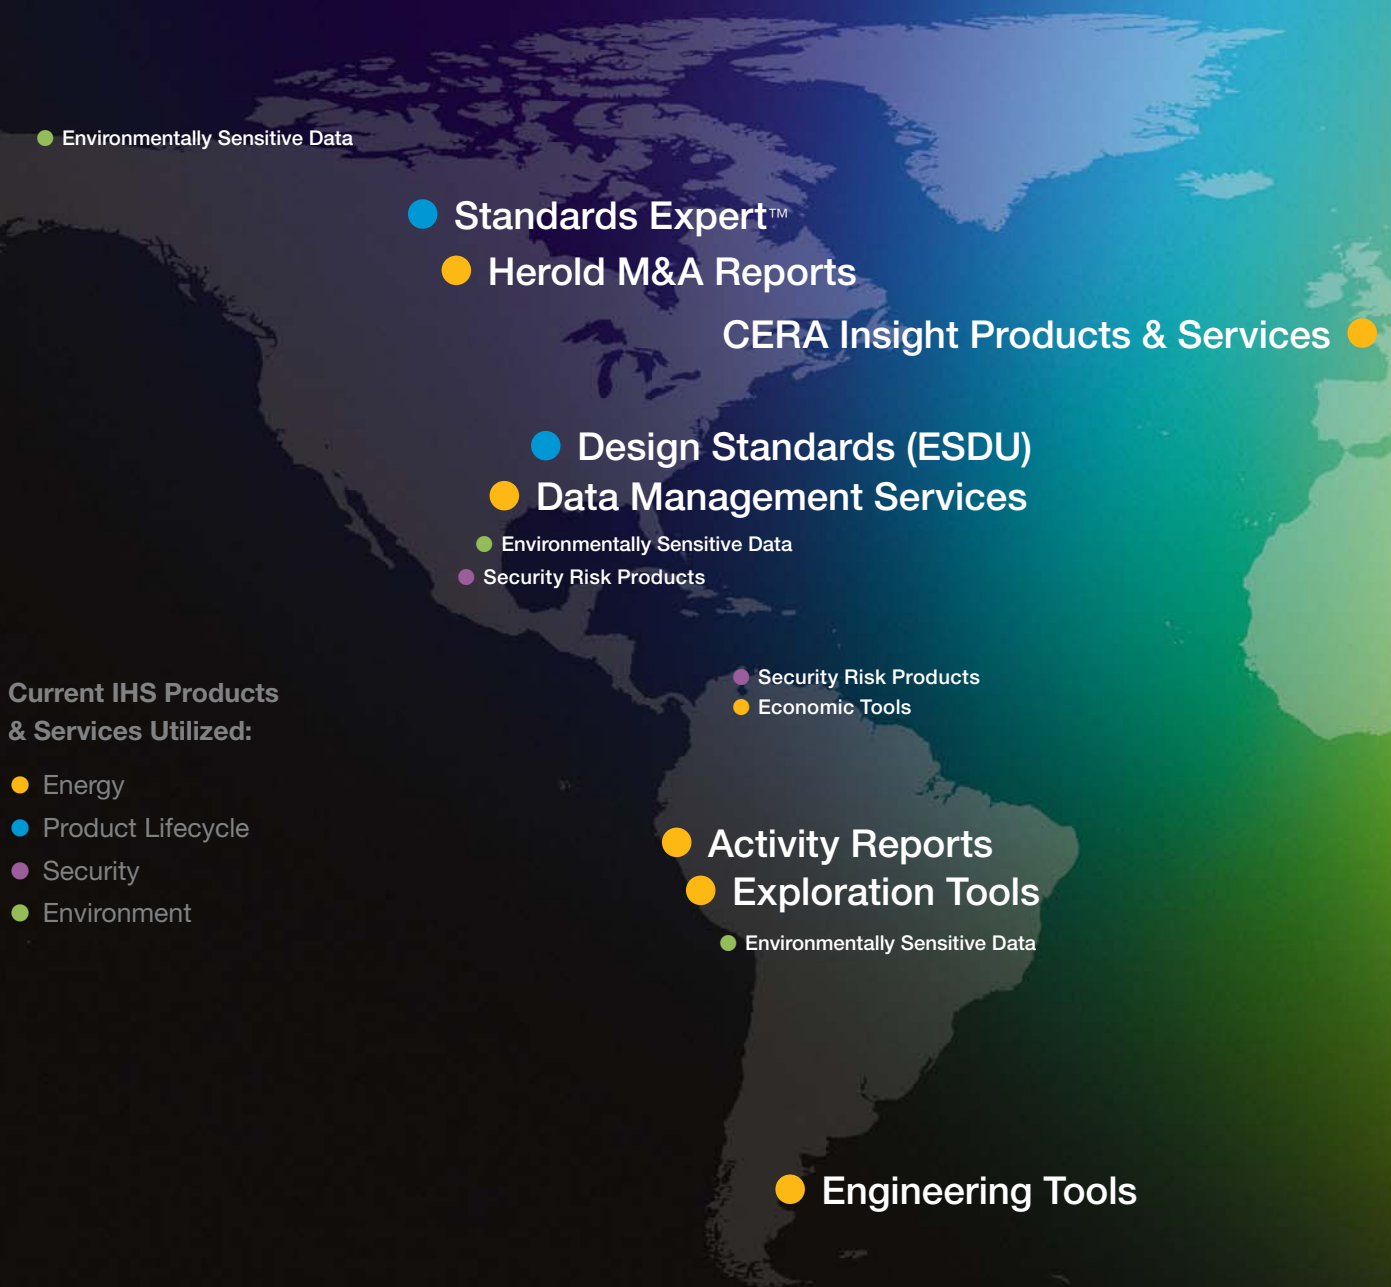 Environmentally Sensitive Data
Standards Expert™
Herold M&A Reports
CERA Insight Products & Services
Design Standards (ESDU)
Data Management Services
Environmentally Sensitive Data
Security Risk Products
Security Risk Products
Economic Tools
Current IHS Products
& Services Utilized:
Energy
Product Lifecycle
Security
Environment
Activity Reports
Exploration Tools
Environmentally Sensitive Data
Engineering Tools